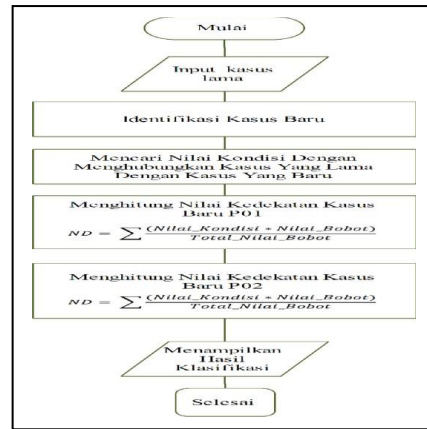 Mulai
Input kasus
lama
Identifikasi Kasus Baru
Mencari Nilai Kondisi Dengan
Menghubungkan Kasus Yang Lama
Dengan Kasus Yang Baru
Menghitung Nilai Kedekatan Kasus
Baru P01
ND = ∑ (Nilai_Kondisi * Nilai_Bobot) / Total_Nilai_Bobot
Menghitung Nilai Kedekatan Kasus
Baru P02
ND = ∑ (Nilai_Kondisi * Nilai_Bobot) / Total_Nilai_Bobot
Menampilkan
Hasil
Klasifikasi
Selesai